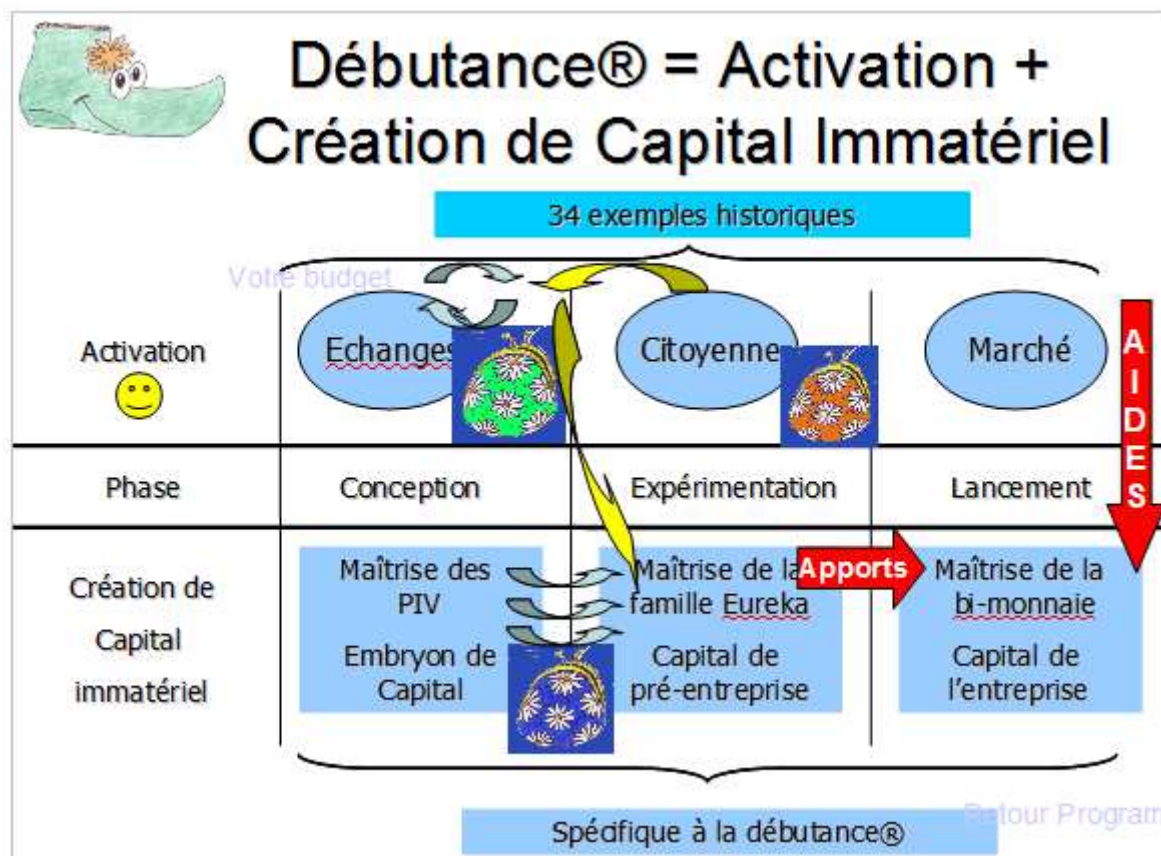 Débutance® = Activation +
Création de Capital Immatériel
34 exemples historiques
Votre budget
Activation
Echanges
Citoyenne
Marché
AIDES
Phase
Conception
Expérimentation
Lancement
Création de
Capital
immatériel
Maîtrise des
PIV
Embryon de
Capital
Maîtrise de la
famille Eureka
Capital de
pré-entreprise
Apports
Maîtrise de la
bi-monnaie
Capital de
l'entreprise
Spécifique à la débutance®
Retour Program